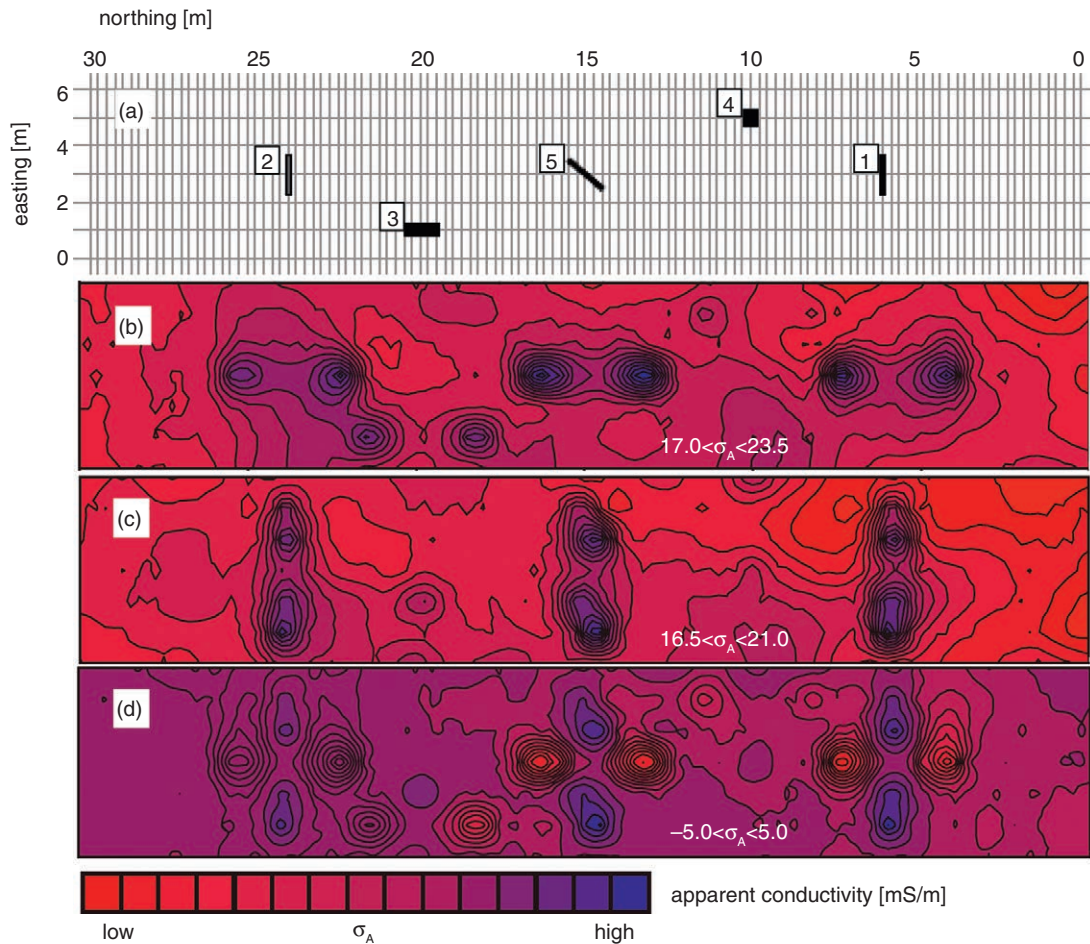 northing [m]
30 25 20 15 10 5 0
easting [m]
6
4
2
0
(a)
4
2
5
1
3
(b)
17.0<σA<23.5
(c)
16.5<σA<21.0
(d)
–5.0<σA<5.0
apparent conductivity [mS/m]
low σA high